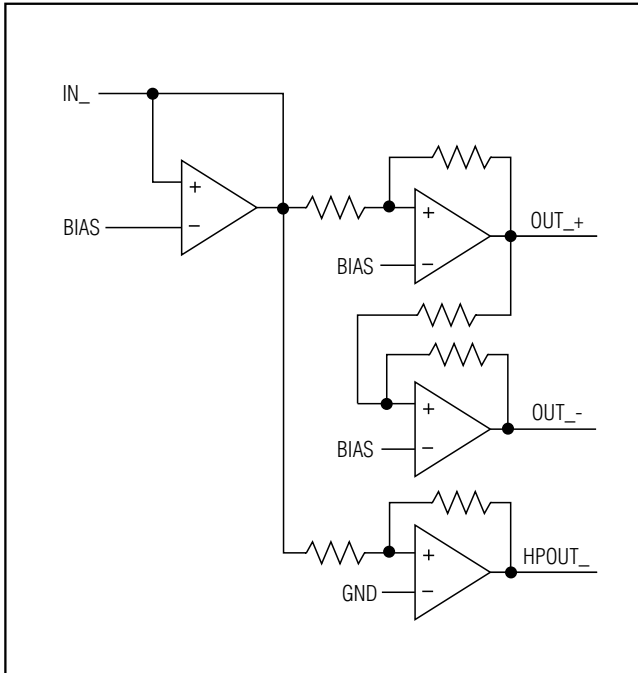 IN_
+
BIAS
−
+
BIAS
−
OUT_+
+
BIAS
−
OUT_-
+
GND
−
HPOUT_